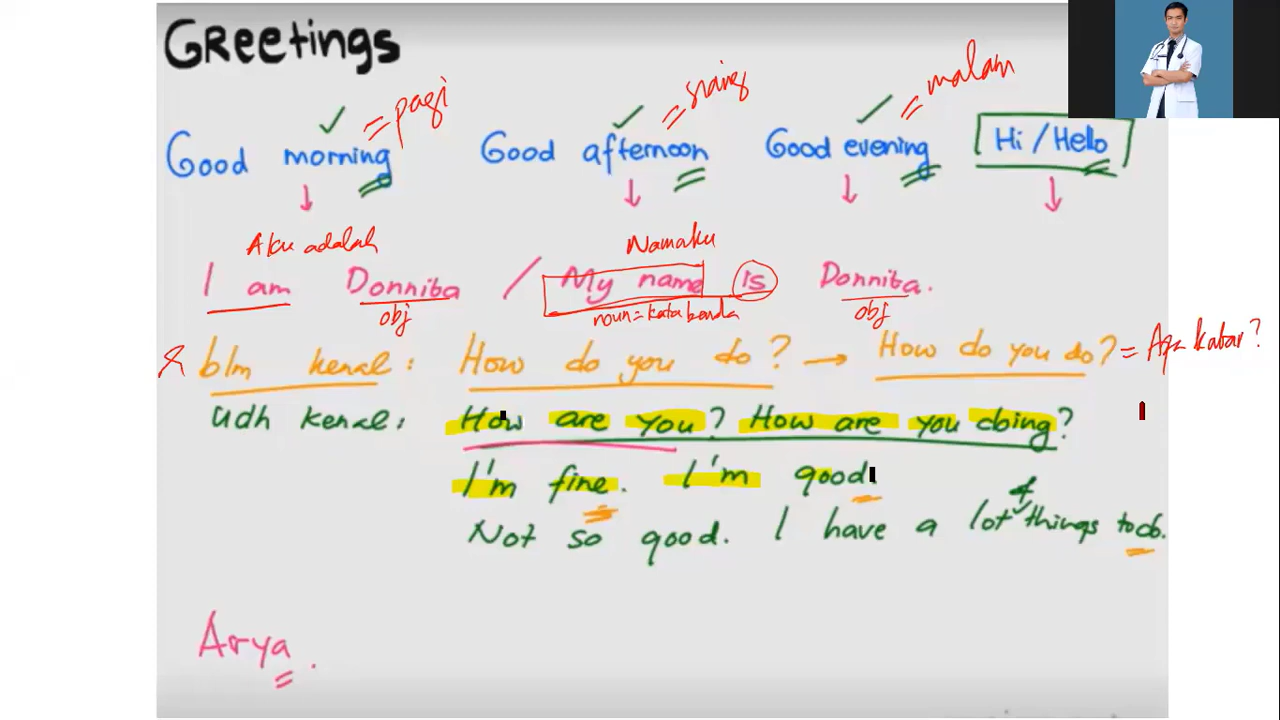 Greetings
= pagi = siang = malam
Good morning Good afternoon Good evening Hi / Hello
Aku adalah Namaku
I am Donniba / My name is Donniba.
obj noun = kata benda obj
blm kenal : How do you do? → How do you do? = Apa kabar?
udh kenal : How are you? How are you doing?
I'm fine. I'm good.
Not so good. I have a lot of things to do.
Arya.